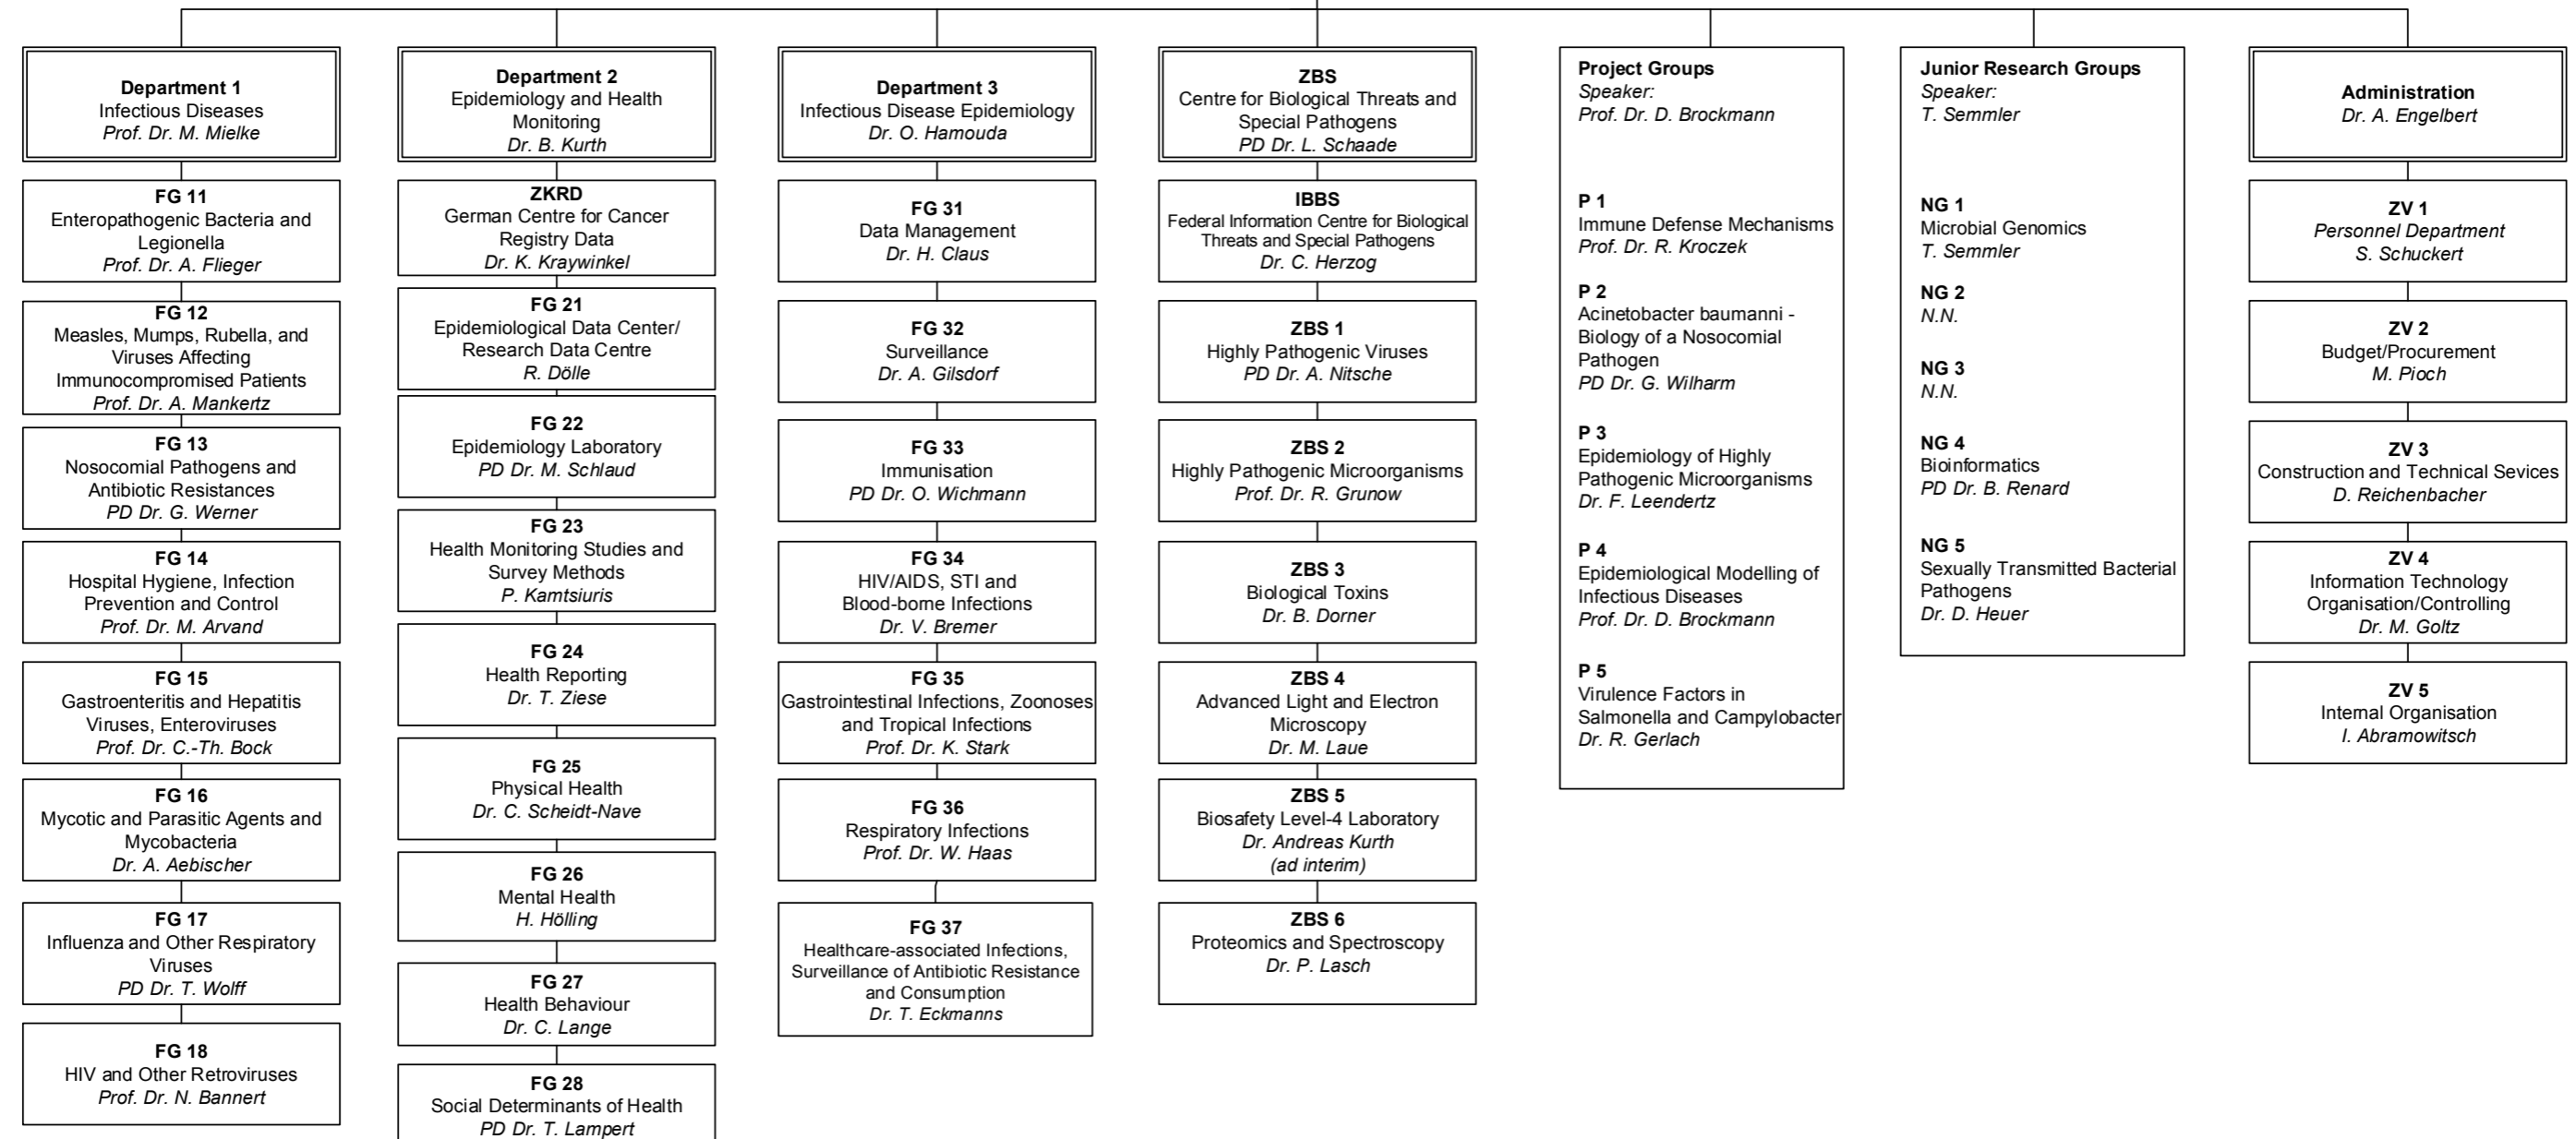 Department 1
Infectious Diseases
Prof. Dr. M. Mielke
FG 11
Enteropathogenic Bacteria and
Legionella
Prof. Dr. A. Flieger
FG 12
Measles, Mumps, Rubella, and
Viruses Affecting
Immunocompromised Patients
Prof. Dr. A. Mankertz
FG 13
Nosocomial Pathogens and
Antibiotic Resistances
PD Dr. G. Werner
FG 14
Hospital Hygiene, Infection
Prevention and Control
Prof. Dr. M. Arvand
FG 15
Gastroenteritis and Hepatitis
Viruses, Enteroviruses
Prof. Dr. C.-Th. Bock
FG 16
Mycotic and Parasitic Agents and
Mycobacteria
Dr. A. Aebischer
FG 17
Influenza and Other Respiratory
Viruses
PD Dr. T. Wolff
FG 18
HIV and Other Retroviruses
Prof. Dr. N. Bannert
Department 2
Epidemiology and Health
Monitoring
Dr. B. Kurth
ZKRD
German Centre for Cancer
Registry Data
Dr. K. Kraywinkel
FG 21
Epidemiological Data Center/
Research Data Centre
R. Dölle
FG 22
Epidemiology Laboratory
PD Dr. M. Schlaud
FG 23
Health Monitoring Studies and
Survey Methods
P. Kamtsiuris
FG 24
Health Reporting
Dr. T. Ziese
FG 25
Physical Health
Dr. C. Scheidt-Nave
FG 26
Mental Health
H. Hölling
FG 27
Health Behaviour
Dr. C. Lange
FG 28
Social Determinants of Health
PD Dr. T. Lampert
Department 3
Infectious Disease Epidemiology
Dr. O. Hamouda
FG 31
Data Management
Dr. H. Claus
FG 32
Surveillance
Dr. A. Gilsdorf
FG 33
Immunisation
PD Dr. O. Wichmann
FG 34
HIV/AIDS, STI and
Blood-borne Infections
Dr. V. Bremer
FG 35
Gastrointestinal Infections, Zoonoses
and Tropical Infections
Prof. Dr. K. Stark
FG 36
Respiratory Infections
Prof. Dr. W. Haas
FG 37
Healthcare-associated Infections,
Surveillance of Antibiotic Resistance
and Consumption
Dr. T. Eckmanns
ZBS
Centre for Biological Threats and
Special Pathogens
PD Dr. L. Schaade
IBBS
Federal Information Centre for Biological
Threats and Special Pathogens
Dr. C. Herzog
ZBS 1
Highly Pathogenic Viruses
PD Dr. A. Nitsche
ZBS 2
Highly Pathogenic Microorganisms
Prof. Dr. R. Grunow
ZBS 3
Biological Toxins
Dr. B. Dorner
ZBS 4
Advanced Light and Electron
Microscopy
Dr. M. Laue
ZBS 5
Biosafety Level-4 Laboratory
Dr. Andreas Kurth
(ad interim)
ZBS 6
Proteomics and Spectroscopy
Dr. P. Lasch
Project Groups
Speaker:
Prof. Dr. D. Brockmann
P 1
Immune Defense Mechanisms
Prof. Dr. R. Kroczek
P 2
Acinetobacter baumanni -
Biology of a Nosocomial
Pathogen
PD Dr. G. Wilharm
P 3
Epidemiology of Highly
Pathogenic Microorganisms
Dr. F. Leendertz
P 4
Epidemiological Modelling of
Infectious Diseases
Prof. Dr. D. Brockmann
P 5
Virulence Factors in
Salmonella and Campylobacter
Dr. R. Gerlach
Junior Research Groups
Speaker:
T. Semmler
NG 1
Microbial Genomics
T. Semmler
NG 2
N.N.
NG 3
N.N.
NG 4
Bioinformatics
PD Dr. B. Renard
NG 5
Sexually Transmitted Bacterial
Pathogens
Dr. D. Heuer
Administration
Dr. A. Engelbert
ZV 1
Personnel Department
S. Schuckert
ZV 2
Budget/Procurement
M. Pioch
ZV 3
Construction and Technical Sevices
D. Reichenbacher
ZV 4
Information Technology
Organisation/Controlling
Dr. M. Goltz
ZV 5
Internal Organisation
I. Abramowitsch